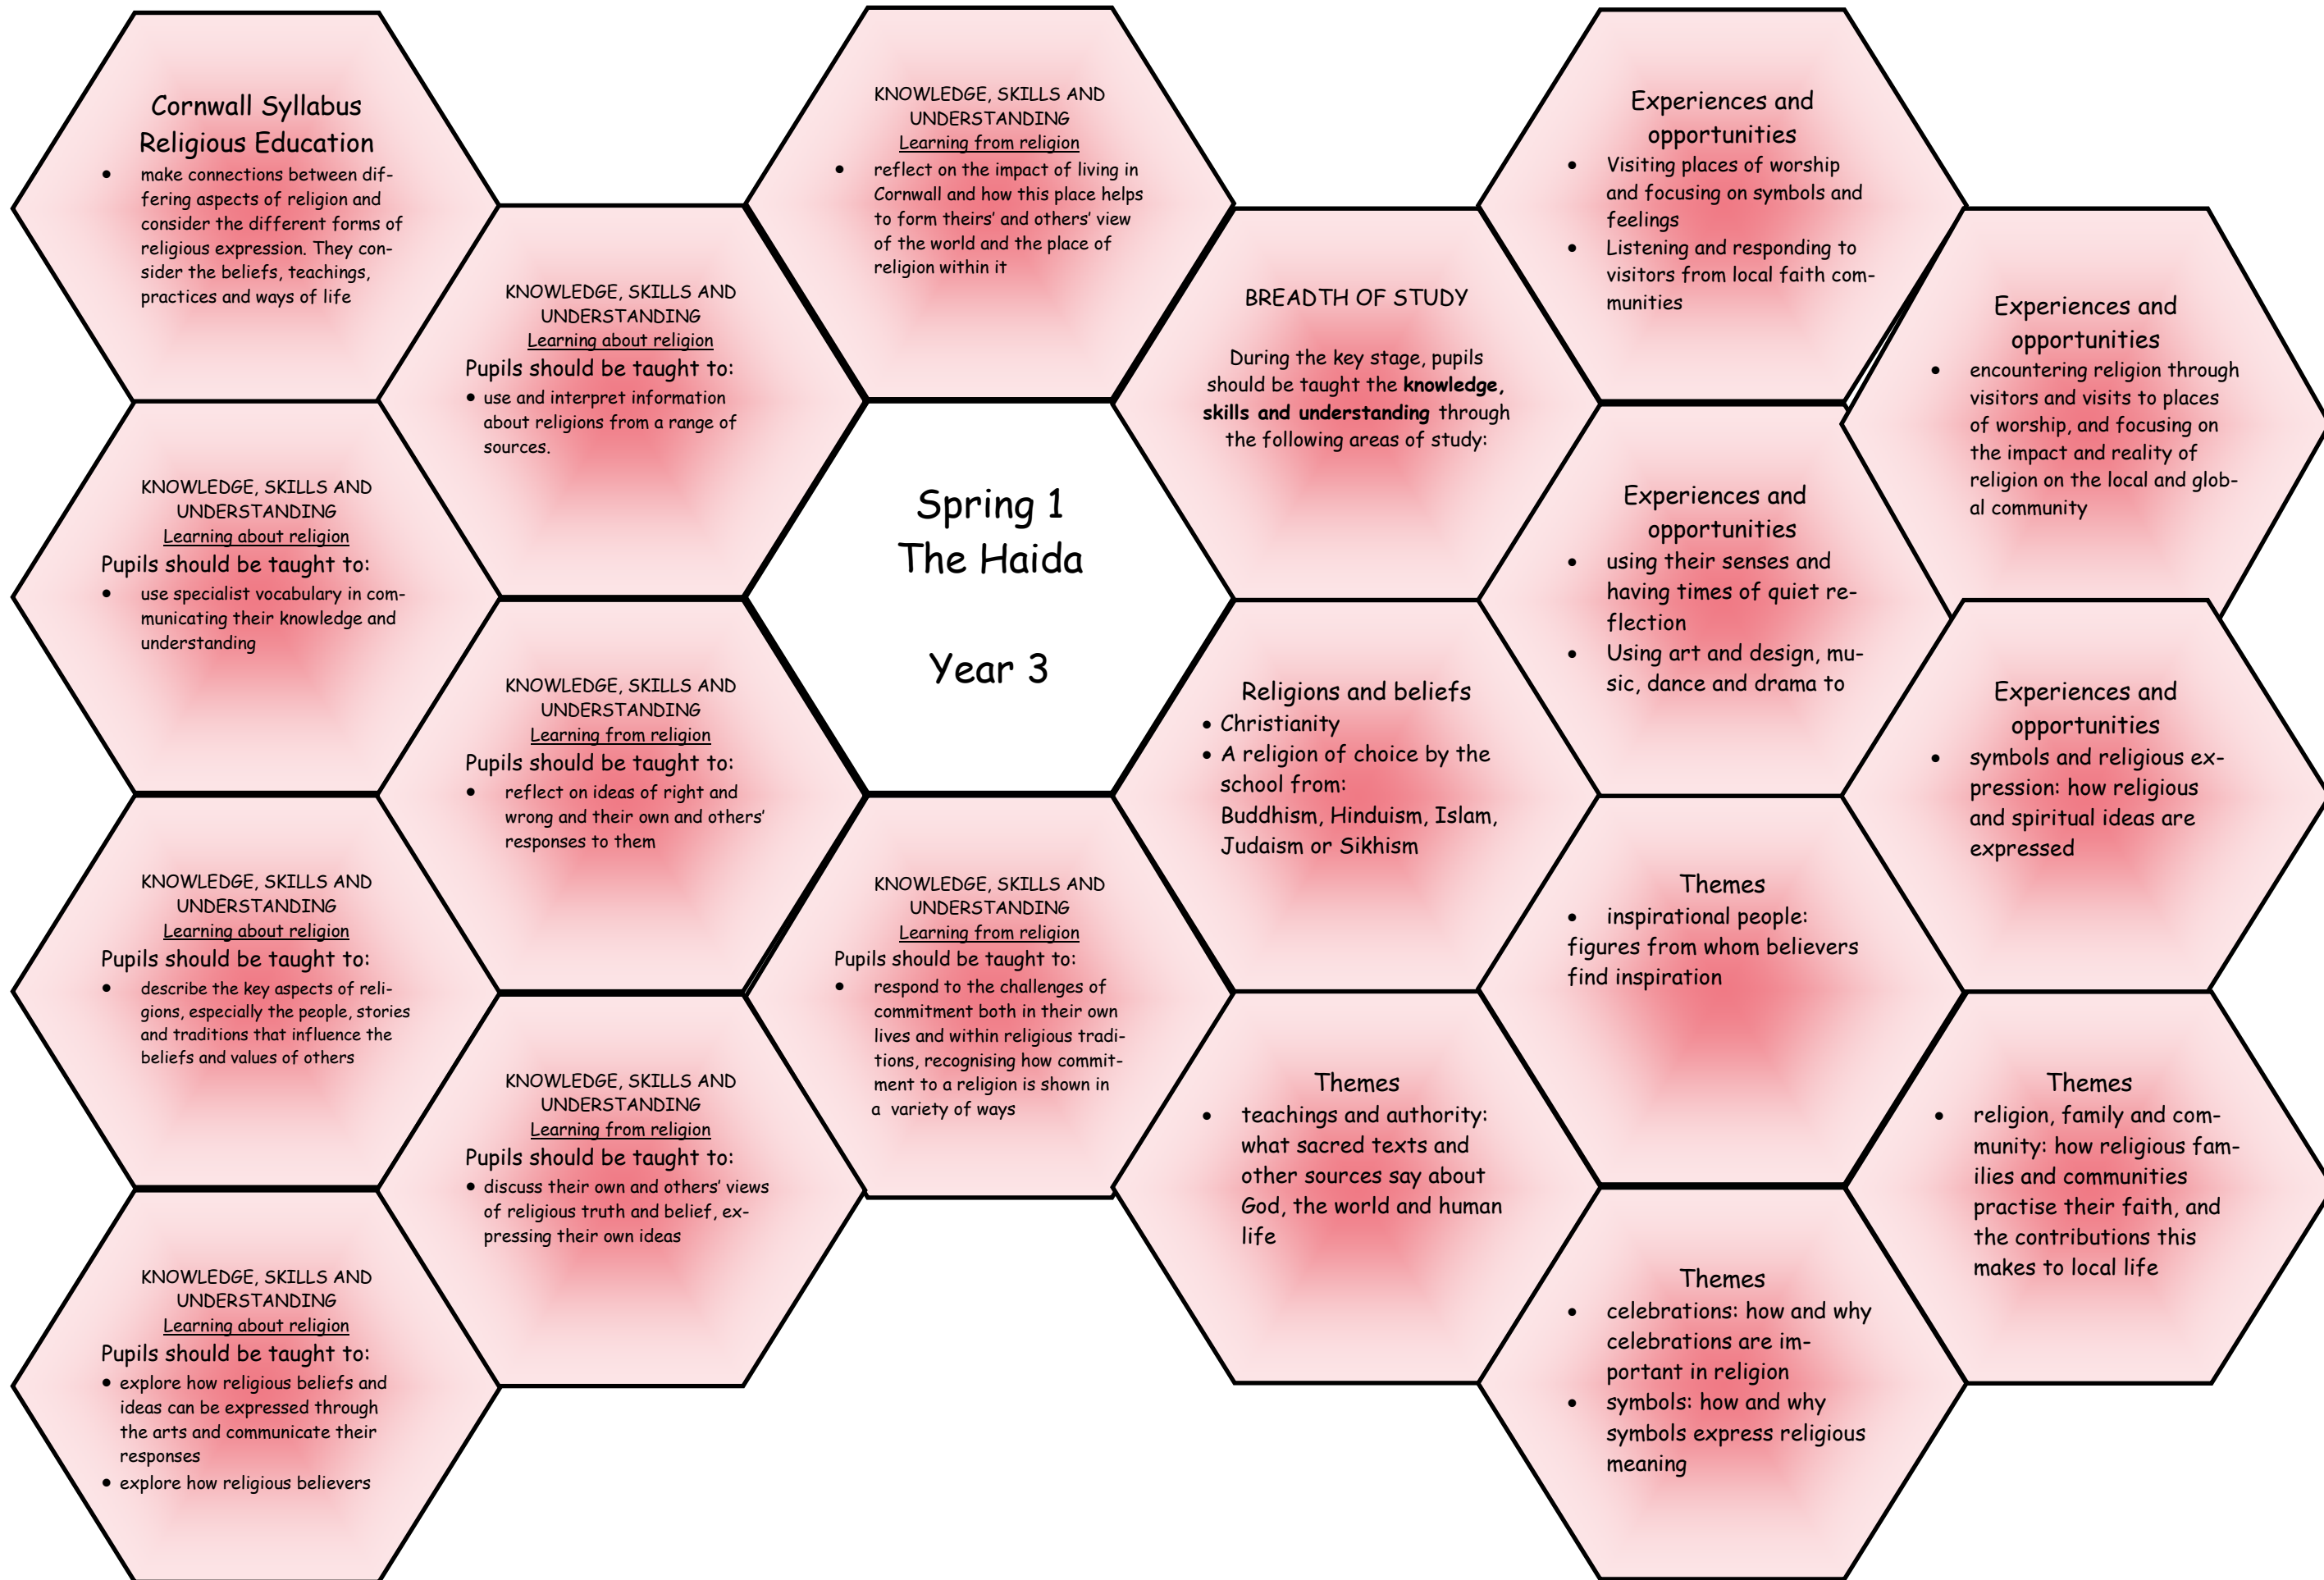 Cornwall Syllabus
Religious Education
• make connections between dif-
fering aspects of religion and
consider the different forms of
religious expression. They con-
sider the beliefs, teachings,
practices and ways of life
KNOWLEDGE, SKILLS AND
UNDERSTANDING
Learning about religion
Pupils should be taught to:
• use specialist vocabulary in com-
municating their knowledge and
understanding
KNOWLEDGE, SKILLS AND
UNDERSTANDING
Learning about religion
Pupils should be taught to:
• describe the key aspects of reli-
gions, especially the people, stories
and traditions that influence the
beliefs and values of others
KNOWLEDGE, SKILLS AND
UNDERSTANDING
Learning about religion
Pupils should be taught to:
• explore how religious beliefs and
ideas can be expressed through
the arts and communicate their
responses
• explore how religious believers
KNOWLEDGE, SKILLS AND
UNDERSTANDING
Learning about religion
Pupils should be taught to:
• use and interpret information
about religions from a range of
sources.
KNOWLEDGE, SKILLS AND
UNDERSTANDING
Learning from religion
Pupils should be taught to:
• reflect on ideas of right and
wrong and their own and others’
responses to them
KNOWLEDGE, SKILLS AND
UNDERSTANDING
Learning from religion
Pupils should be taught to:
• discuss their own and others’ views
of religious truth and belief, ex-
pressing their own ideas
KNOWLEDGE, SKILLS AND
UNDERSTANDING
Learning from religion
• reflect on the impact of living in
Cornwall and how this place helps
to form theirs’ and others’ view
of the world and the place of
religion within it
Spring 1
The Haida
Year 3
KNOWLEDGE, SKILLS AND
UNDERSTANDING
Learning from religion
Pupils should be taught to:
• respond to the challenges of
commitment both in their own
lives and within religious tradi-
tions, recognising how commit-
ment to a religion is shown in
a variety of ways
BREADTH OF STUDY
During the key stage, pupils
should be taught the knowledge,
skills and understanding through
the following areas of study:
Religions and beliefs
• Christianity
• A religion of choice by the
school from:
Buddhism, Hinduism, Islam,
Judaism or Sikhism
Themes
• teachings and authority:
what sacred texts and
other sources say about
God, the world and human
life
Experiences and
opportunities
• Visiting places of worship
and focusing on symbols and
feelings
• Listening and responding to
visitors from local faith com-
munities
Experiences and
opportunities
• using their senses and
having times of quiet re-
flection
• Using art and design, mu-
sic, dance and drama to
Themes
• inspirational people:
figures from whom believers
find inspiration
Themes
• celebrations: how and why
celebrations are im-
portant in religion
• symbols: how and why
symbols express religious
meaning
Experiences and
opportunities
• encountering religion through
visitors and visits to places
of worship, and focusing on
the impact and reality of
religion on the local and glob-
al community
Experiences and
opportunities
• symbols and religious ex-
pression: how religious
and spiritual ideas are
expressed
Themes
• religion, family and com-
munity: how religious fam-
ilies and communities
practise their faith, and
the contributions this
makes to local life